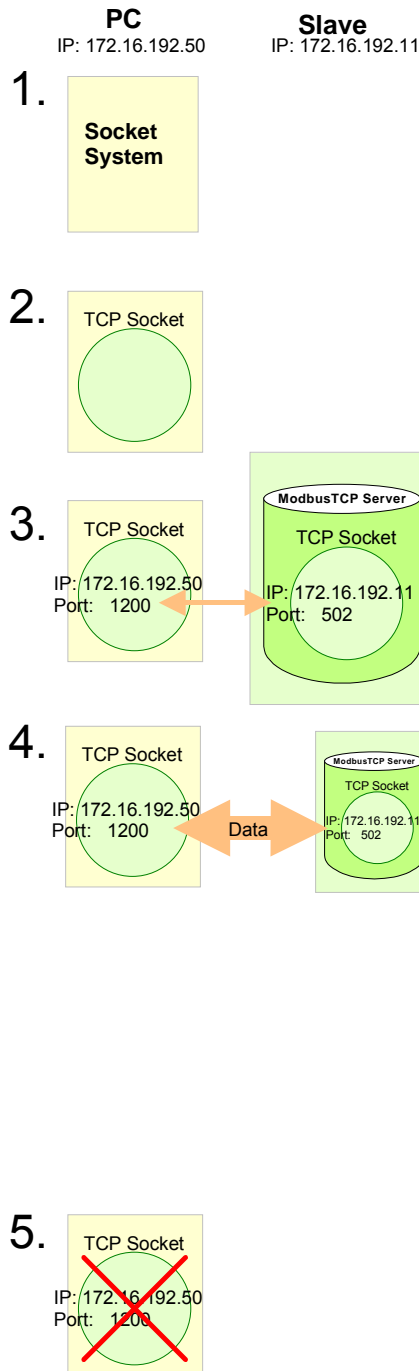 PC
IP: 172.16.192.50
Slave
IP: 172.16.192.11
1.
Socket
System
2.
TCP Socket
3.
TCP Socket
IP: 172.16.192.50
Port: 1200
ModbusTCP Server
TCP Socket
IP: 172.16.192.11
Port: 502
4.
TCP Socket
IP: 172.16.192.50
Port: 1200
Data
ModbusTCP Server
TCP Socket
IP: 172.16.192.11
Port: 502
5.
TCP Socket
IP: 172.16.192.50
Port: 1200